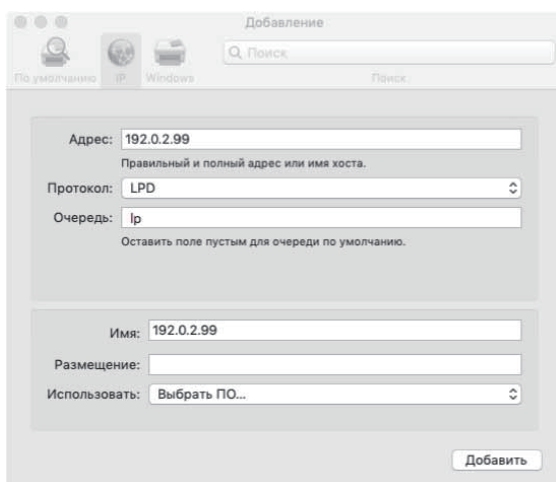 Добавление
Поиск
По умолчанию IP Windows Поиск
Адрес: 192.0.2.99
Правильный и полный адрес или имя хоста.
Протокол: LPD
Очередь: lp
Оставить поле пустым для очереди по умолчанию.
Имя: 192.0.2.99
Размещение:
Использовать: Выбрать ПО...
Добавить